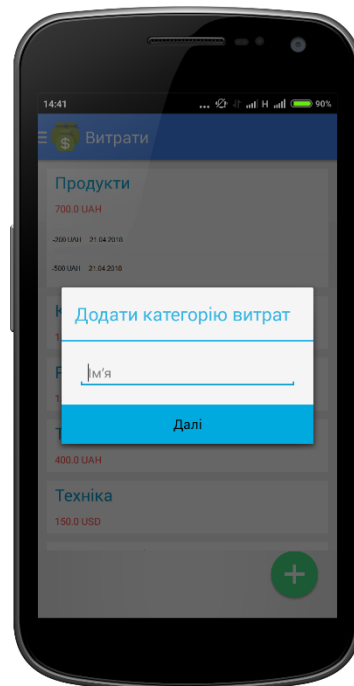 14:41 ... H 90%
Витрати
Продукти
700.0 UAH
-200 UAH 21.04.2016
-500 UAH 21.04.2016
Додати категорію витрат
Ім'я
Далі
400.0 UAH
Техніка
150.0 USD